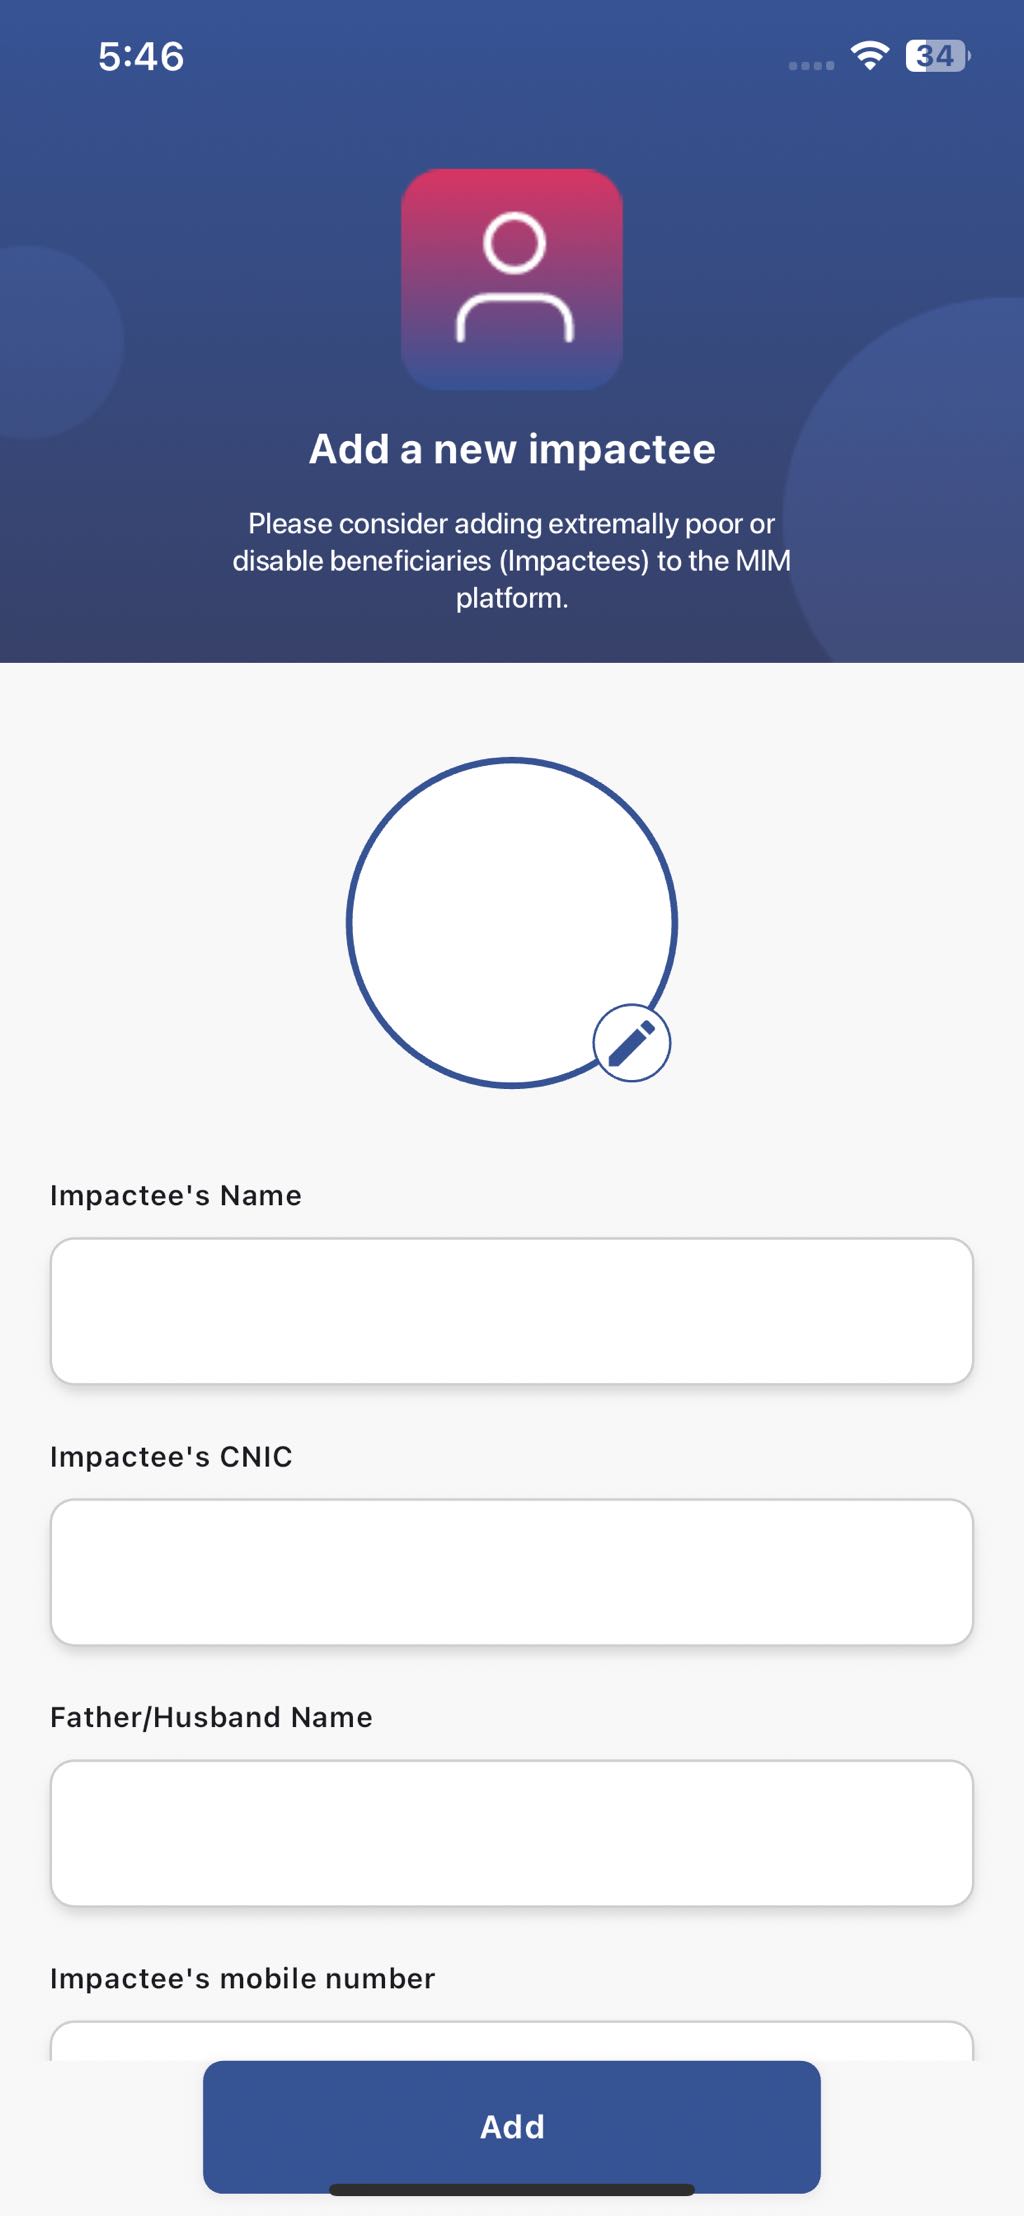 5:46
34
Add a new impactee
Please consider adding extremally poor or
disable beneficiaries (Impactees) to the MIM
platform.
Impactee's Name
Impactee's CNIC
Father/Husband Name
Impactee's mobile number
Add